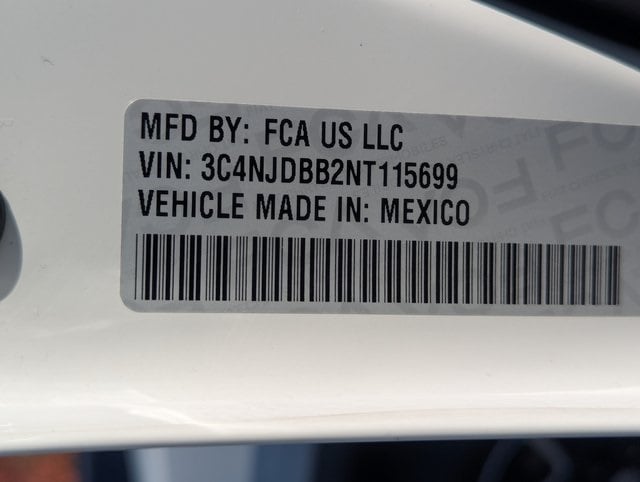 MFD BY: FCA US LLC
VIN: 3C4NJDBB2NT115699
VEHICLE MADE IN: MEXICO